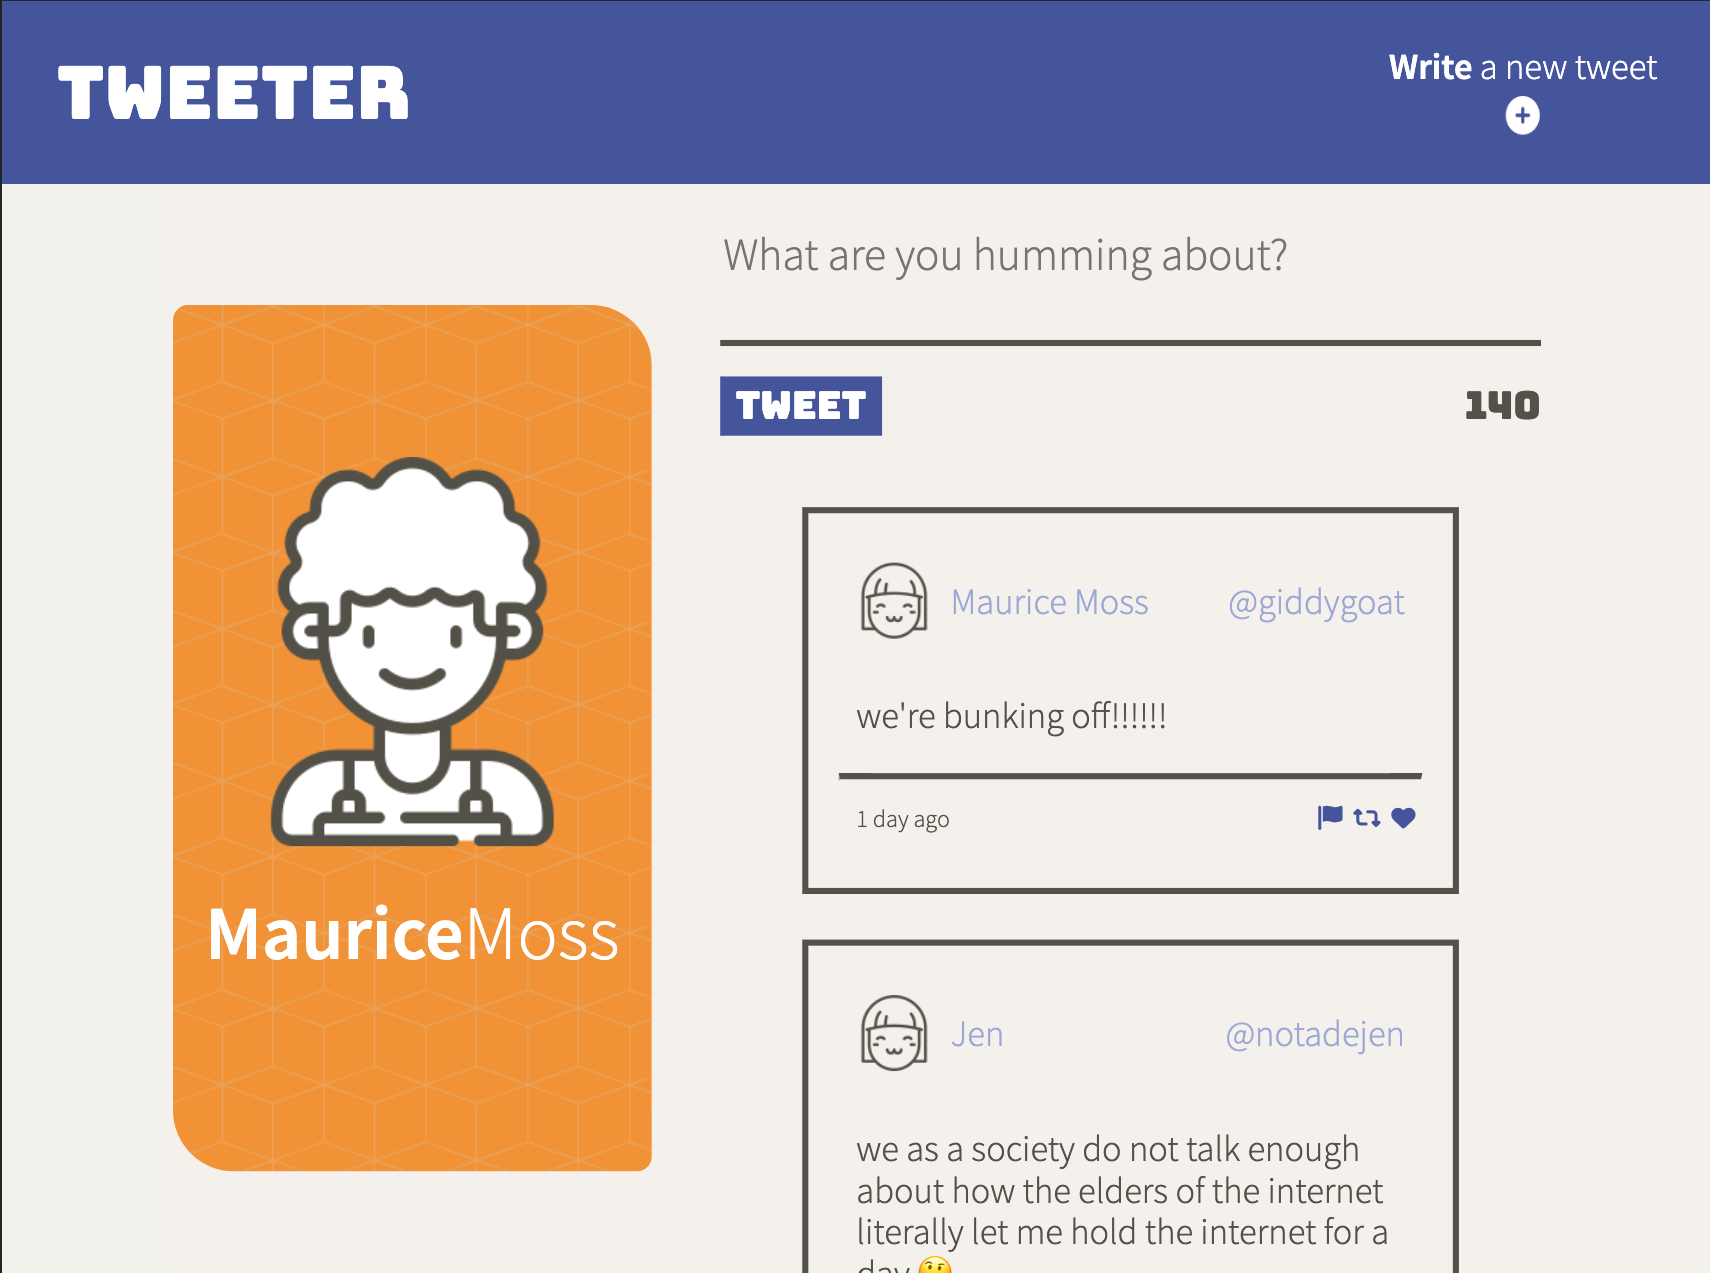 TWEETER
Write a new tweet
What are you humming about?
TWEET
140
Maurice Moss
@giddygoat
we're bunking off!!!!!!
1 day ago
MauriceMoss
Jen
@notadejen
we as a society do not talk enough
about how the elders of the internet
literally let me hold the internet for a
day 🤔